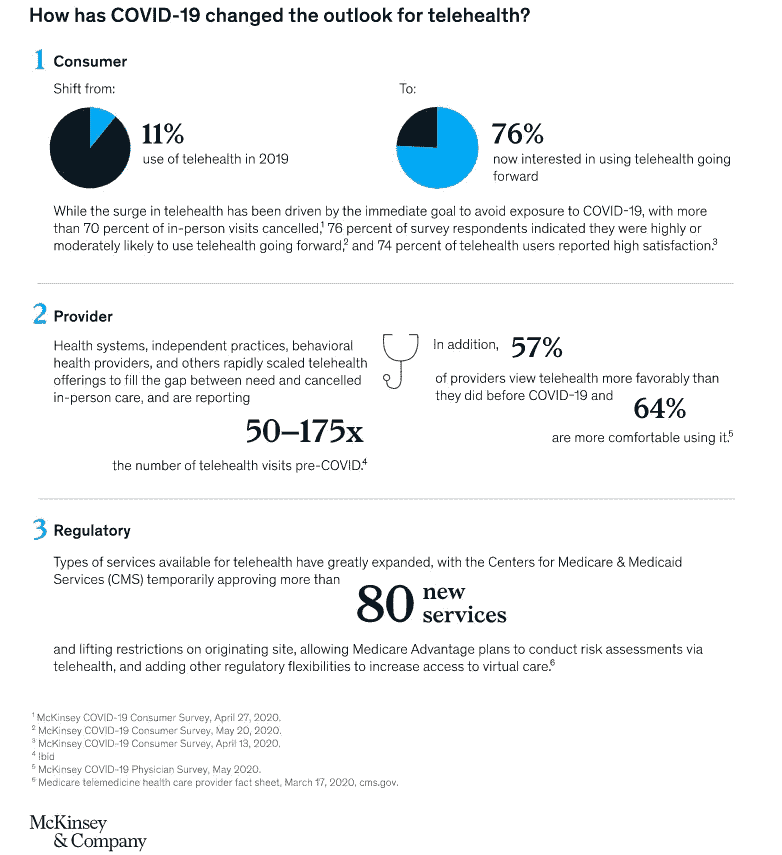 How has COVID-19 changed the outlook for telehealth?
1 Consumer
Shift from:
11%
use of telehealth in 2019
To:
76%
now interested in using telehealth going
forward
While the surge in telehealth has been driven by the immediate goal to avoid exposure to COVID-19, with more
than 70 percent of in-person visits cancelled,¹ 76 percent of survey respondents indicated they were highly or
moderately likely to use telehealth going forward,² and 74 percent of telehealth users reported high satisfaction.³
2 Provider
Health systems, independent practices, behavioral
health providers, and others rapidly scaled telehealth
offerings to fill the gap between need and cancelled
in-person care, and are reporting
50–175x
the number of telehealth visits pre-COVID.⁴
In addition, 57%
of providers view telehealth more favorably than
they did before COVID-19 and
64%
are more comfortable using it.⁵
3 Regulatory
Types of services available for telehealth have greatly expanded, with the Centers for Medicare & Medicaid
Services (CMS) temporarily approving more than
80 new
services
and lifting restrictions on originating site, allowing Medicare Advantage plans to conduct risk assessments via
telehealth, and adding other regulatory flexibilities to increase access to virtual care.⁶
¹ McKinsey COVID-19 Consumer Survey, April 27, 2020.
² McKinsey COVID-19 Consumer Survey, May 20, 2020.
³ McKinsey COVID-19 Consumer Survey, April 13, 2020.
⁴ Ibid
⁵ McKinsey COVID-19 Physician Survey, May 2020.
⁶ Medicare telemedicine health care provider fact sheet, March 17, 2020, cms.gov.
McKinsey
& Company